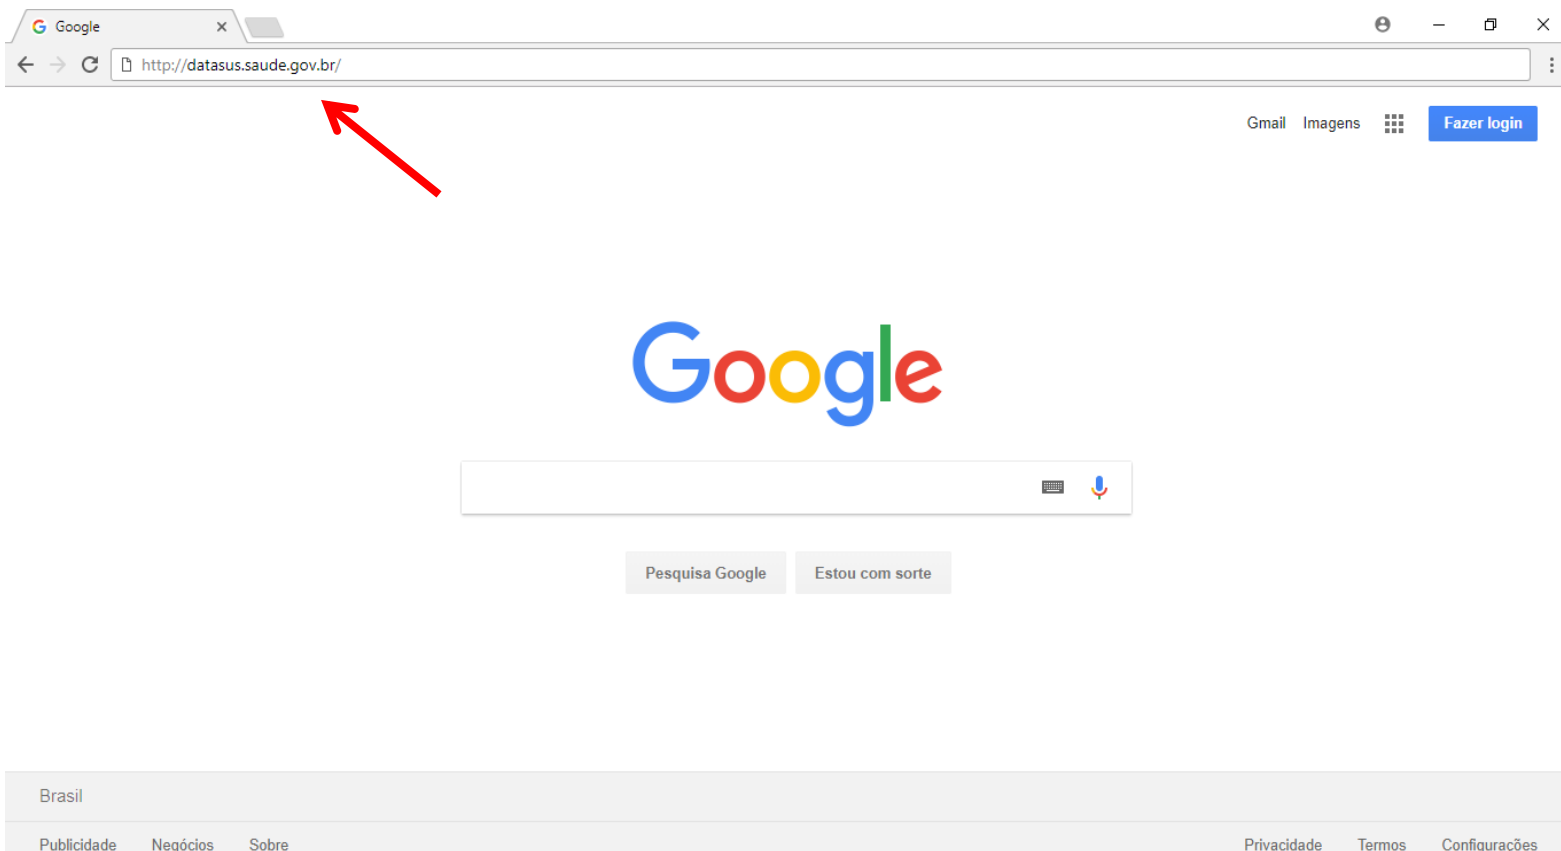 Google
http://datasus.saude.gov.br/
Gmail Imagens Fazer login
Google
Pesquisa Google Estou com sorte
Brasil
Publicidade Negócios Sobre Privacidade Termos Configurações